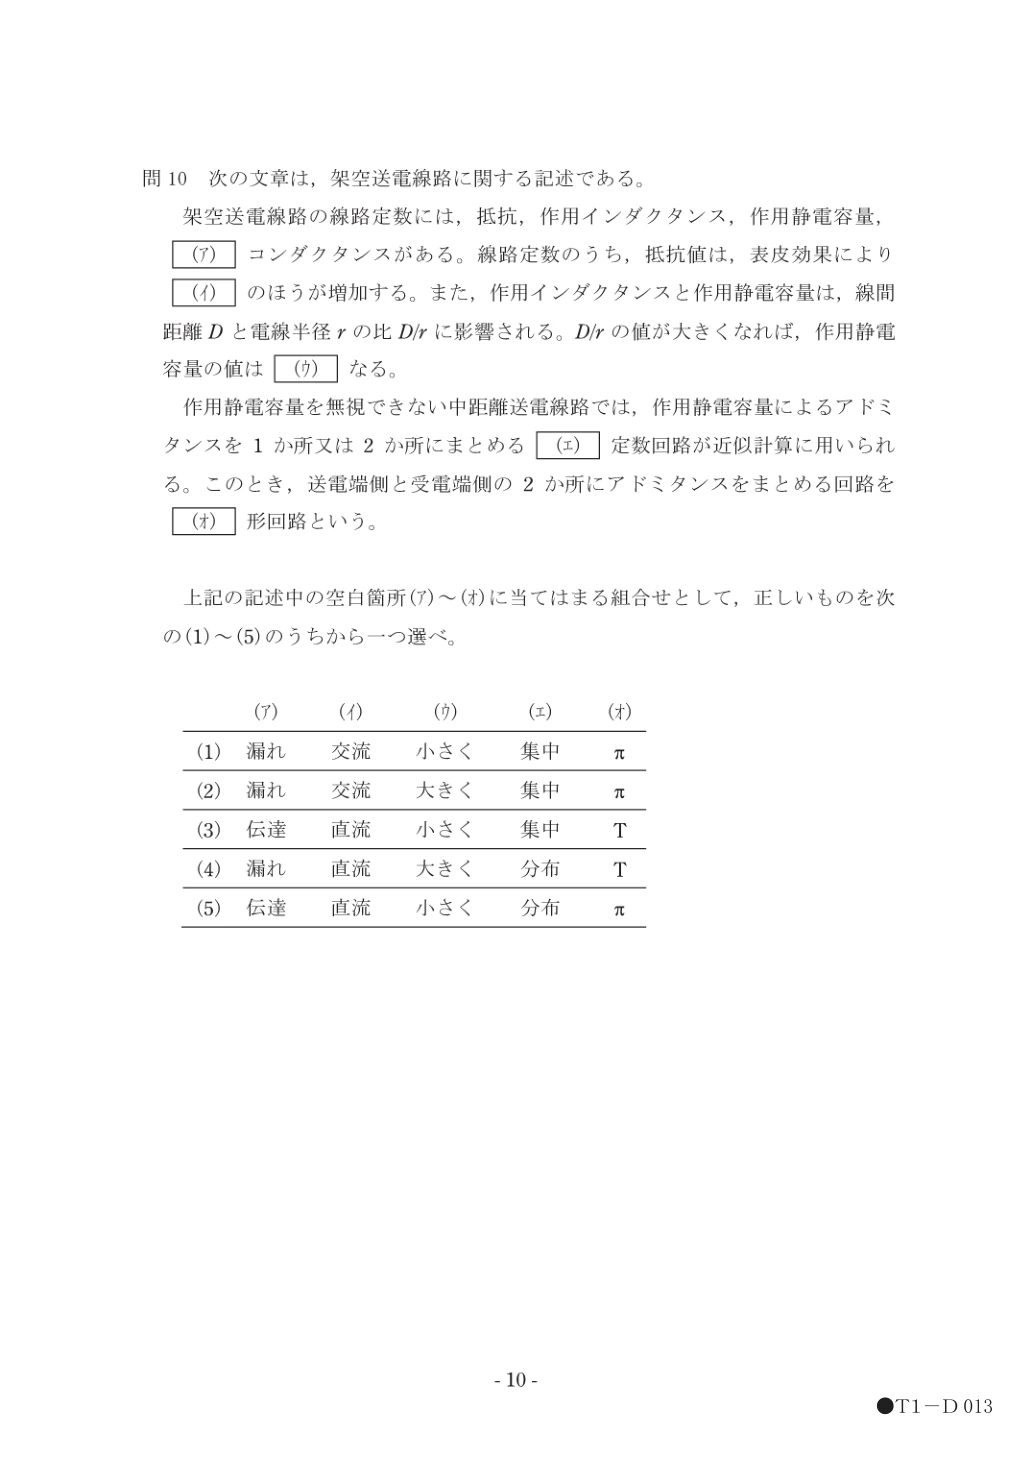 問 10　次の文章は，架空送電線路に関する記述である。
架空送電線路の線路定数には，抵抗，作用インダクタンス，作用静電容量，
(ア) コンダクタンスがある。線路定数のうち，抵抗値は，表皮効果により
(イ) のほうが増加する。また，作用インダクタンスと作用静電容量は，線間
距離 D と電線半径 r の比 D/r に影響される。D/r の値が大きくなれば，作用静電
容量の値は (ウ) なる。
作用静電容量を無視できない中距離送電線路では，作用静電容量によるアドミ
タンスを 1 か所又は 2 か所にまとめる (エ) 定数回路が近似計算に用いられ
る。このとき，送電端側と受電端側の 2 か所にアドミタンスをまとめる回路を
(オ) 形回路という。
上記の記述中の空白箇所(ア)～(オ)に当てはまる組合せとして，正しいものを次
の(1)～(5)のうちから一つ選べ。
(ア) (イ) (ウ) (エ) (オ)
(1) 漏れ 交流 小さく 集中 π
(2) 漏れ 交流 大きく 集中 π
(3) 伝達 直流 小さく 集中 T
(4) 漏れ 直流 大きく 分布 T
(5) 伝達 直流 小さく 分布 π
- 10 -
●T1－D 013